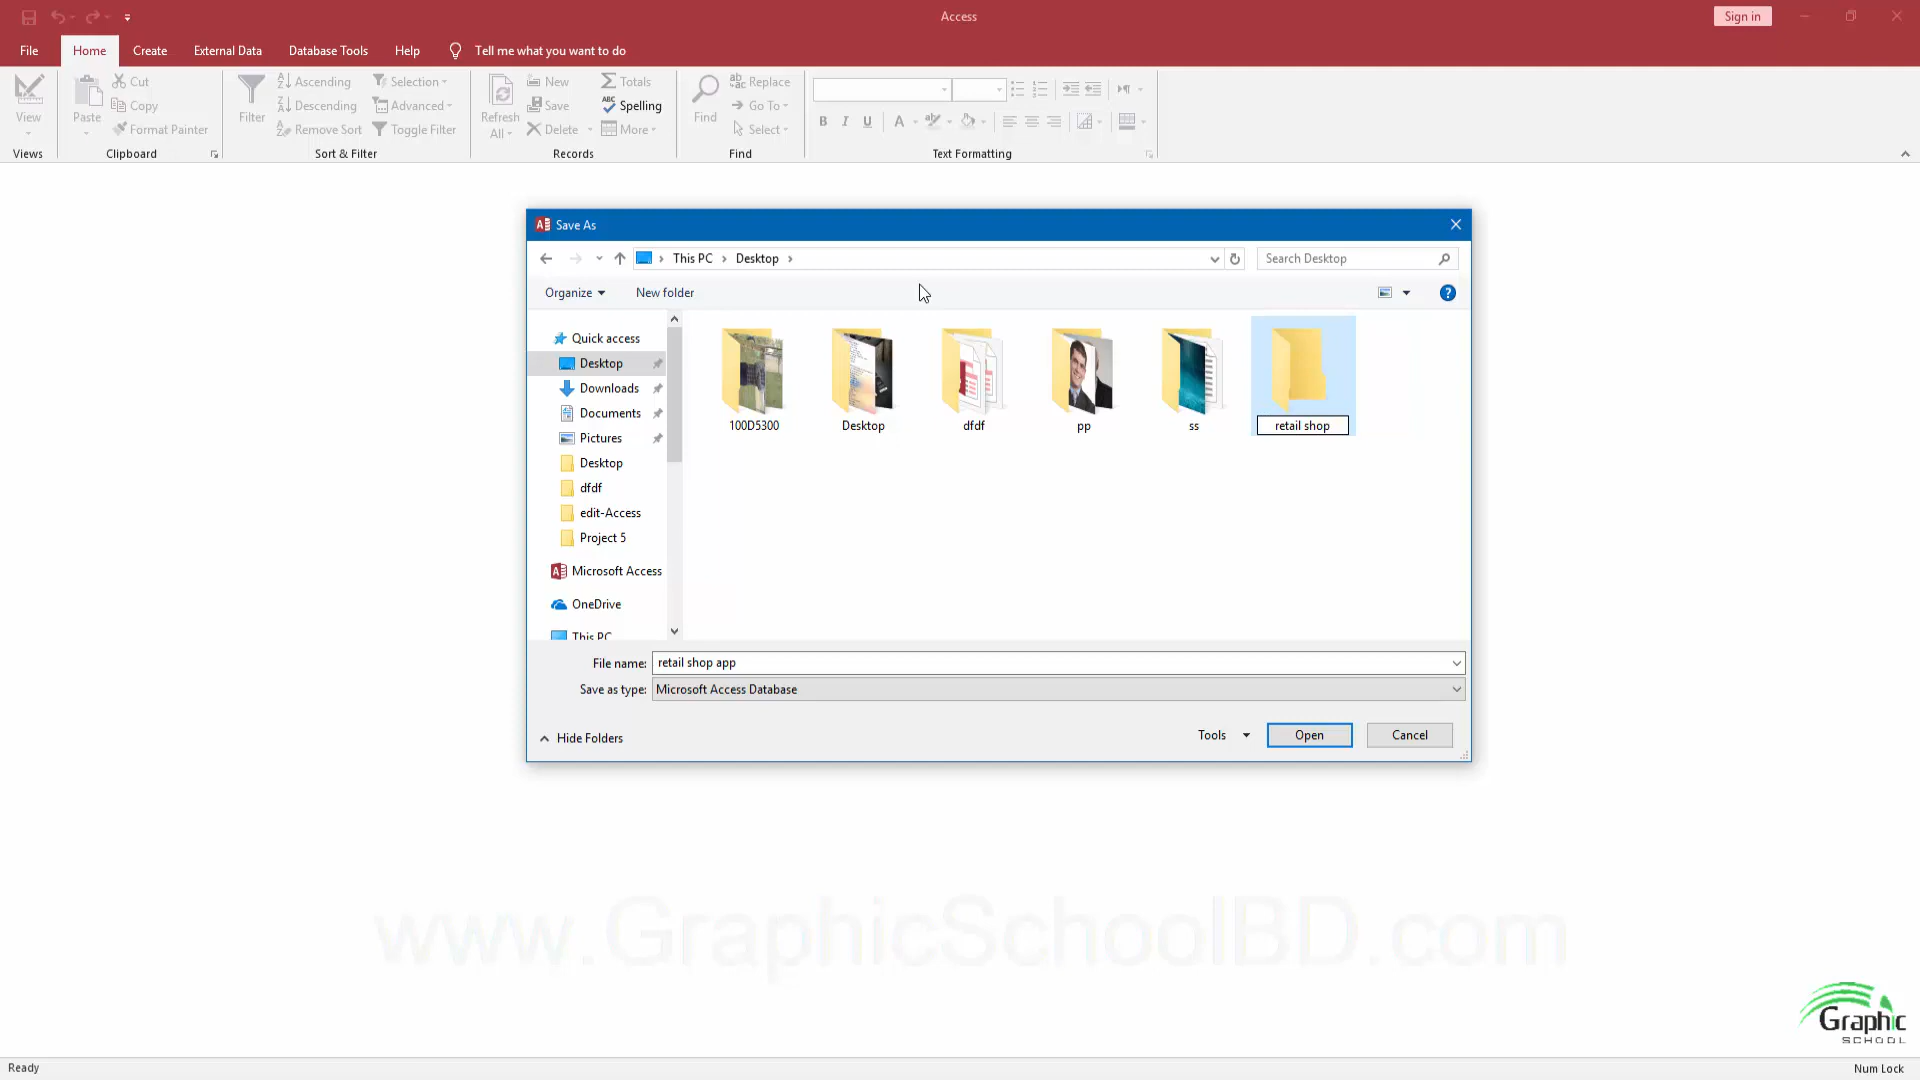 Access
Sign in
File
Home
Create
External Data
Database Tools
Help
Tell me what you want to do
View
Views
Paste
Cut
Copy
Format Painter
Clipboard
Filter
Ascending
Descending
Remove Sort
Selection
Advanced
Toggle Filter
Sort & Filter
Refresh
All
New
Save
Delete
Totals
Spelling
More
Records
Find
Replace
Go To
Select
Find
B I U
Text Formatting
Save As
This PC
Desktop
Search Desktop
Organize
New folder
Quick access
Desktop
Downloads
Documents
Pictures
Desktop
dfdf
edit-Access
Project 5
Microsoft Access
OneDrive
This PC
100D5300
Desktop
dfdf
pp
ss
retail shop
File name: retail shop app
Save as type: Microsoft Access Database
Hide Folders
Tools
Open
Cancel
www.GraphicSchoolBD.com
Graphic
SCHOOL
Ready
Num Lock